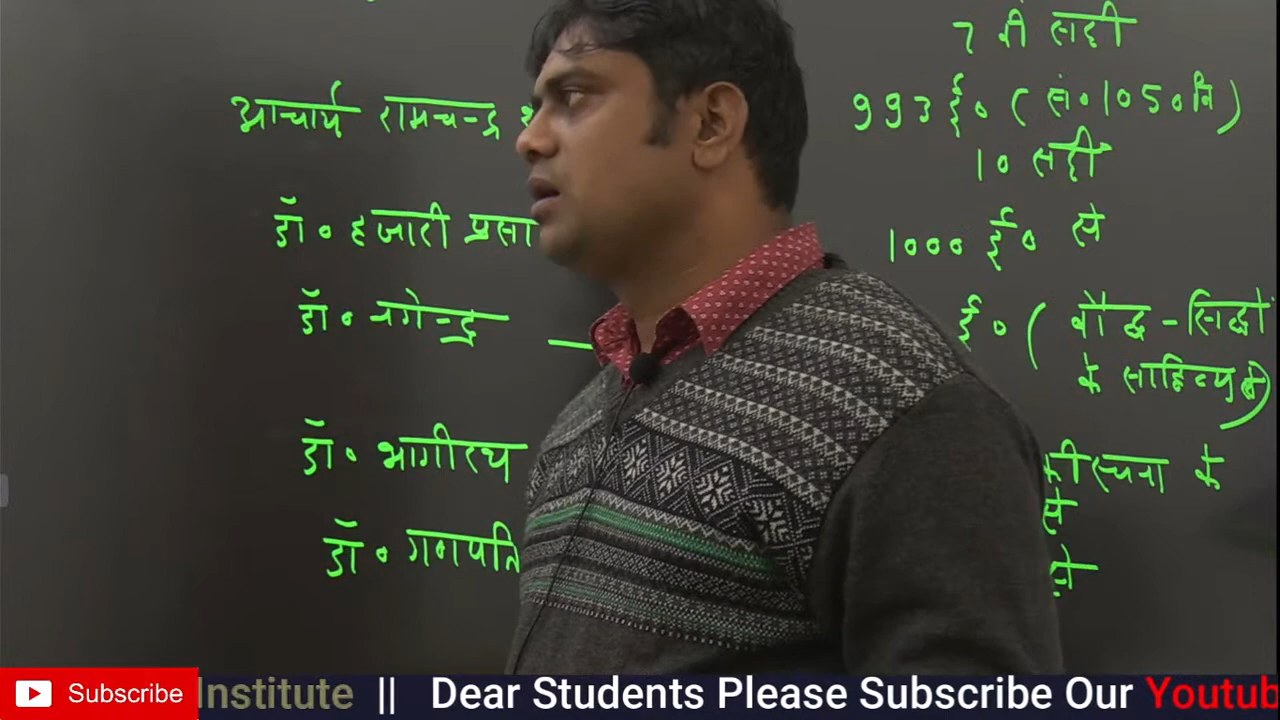 7 वी सदी
आचार्य रामचन्द्र 993 ई० ( सं० 1050 वि )
10 सदी
डॉ० हजारी प्रसा 1000 ई० से
डॉ० नगेन्द्र — ई० ( बौद्ध - सिद्धो
के साहित्य से )
डॉ० भागीरथ की रचना के
से
डॉ० गणपति
Subscribe Institute || Dear Students Please Subscribe Our Youtub